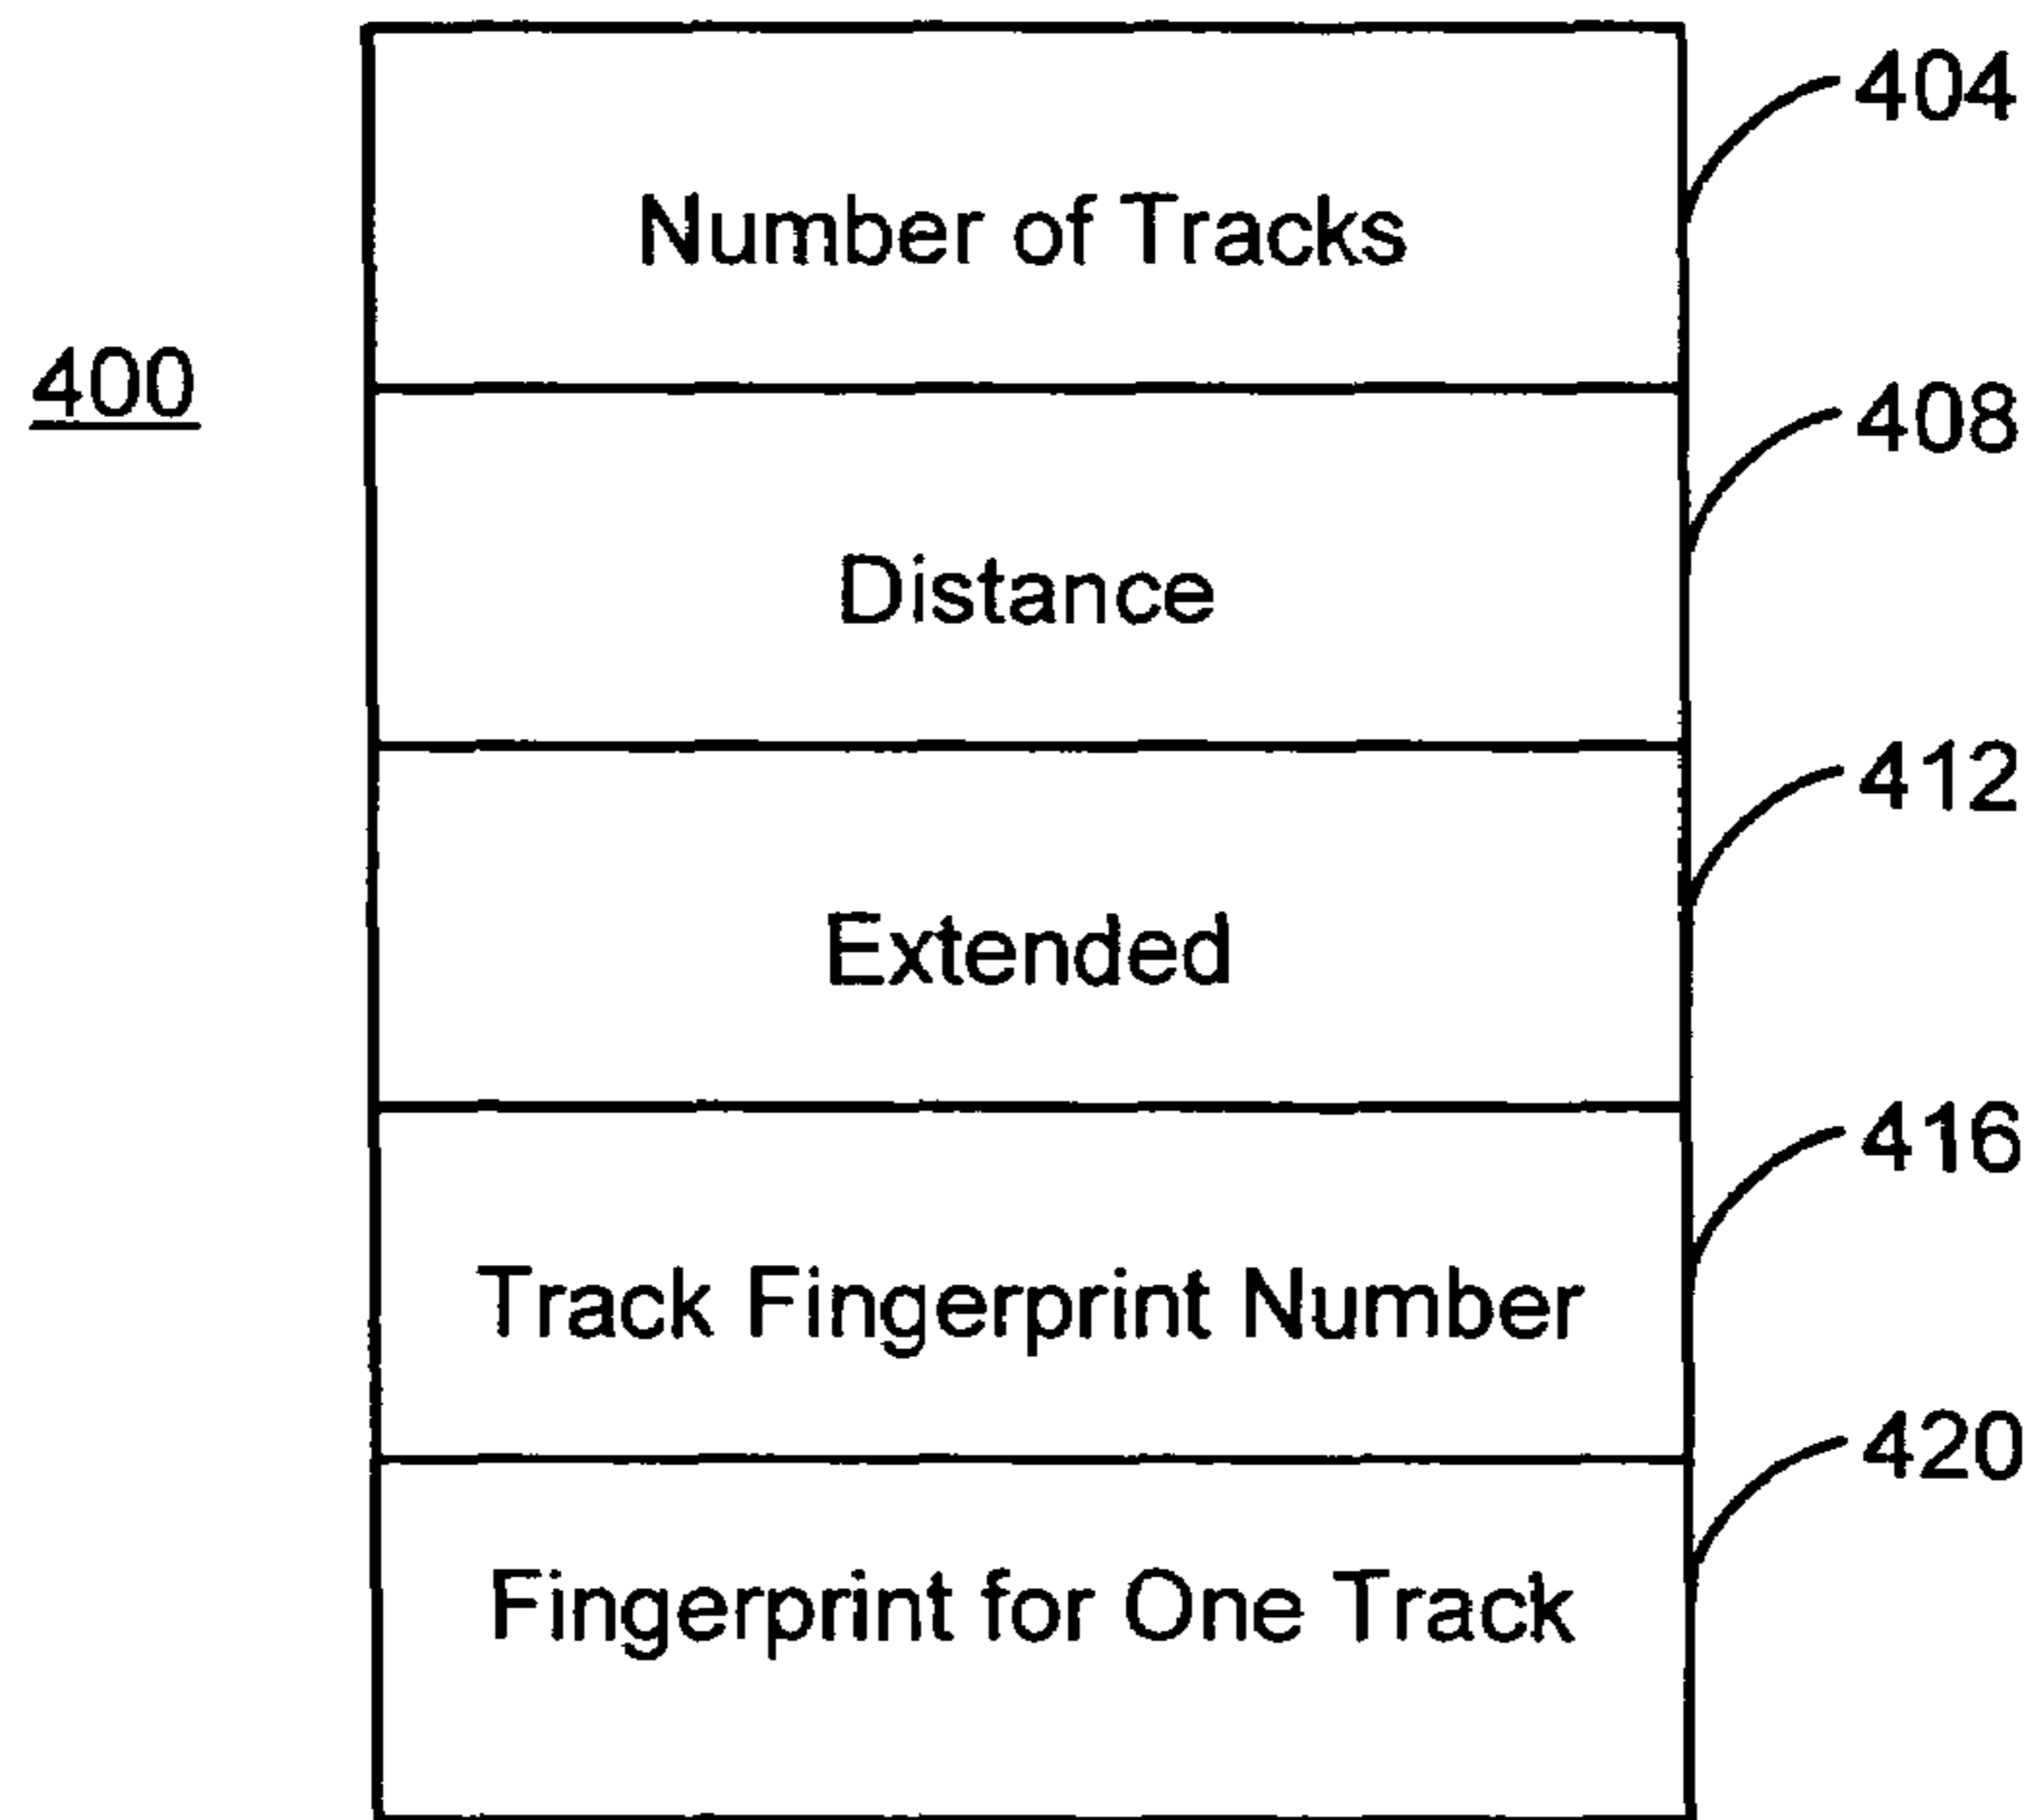 404
Number of Tracks
400
408
Distance
412
Extended
416
Track Fingerprint Number
420
Fingerprint for One Track